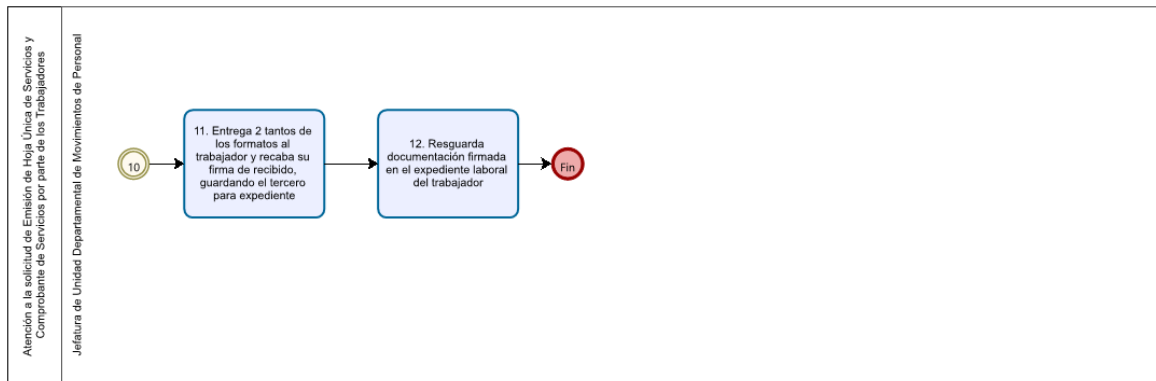 Atención a la solicitud de Emisión de Hoja Única de Servicios y
Comprobante de Servicios por parte de los Trabajadores
Jefatura de Unidad Departamental de Movimientos de Personal
10
11. Entrega 2 tantos de
los formatos al
trabajador y recaba su
firma de recibido,
guardando el tercero
para expediente
12. Resguarda
documentación firmada
en el expediente laboral
del trabajador
Fin